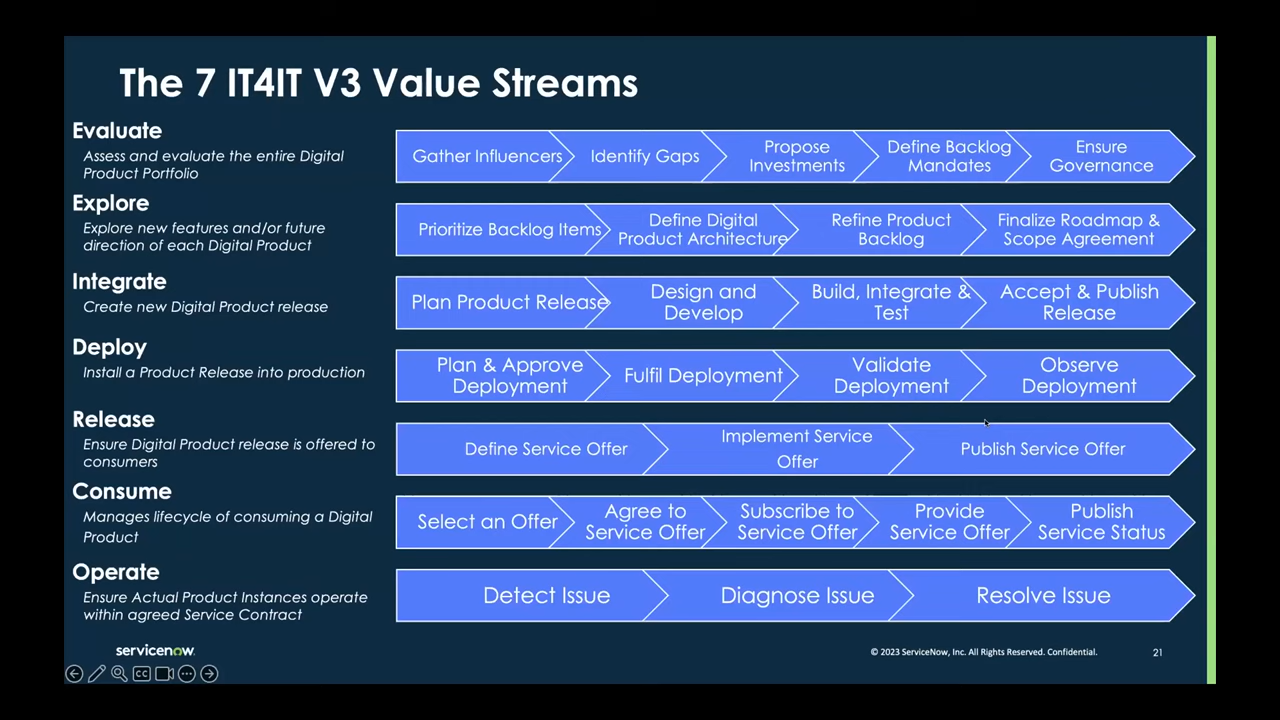 The 7 IT4IT V3 Value Streams
Evaluate
Assess and evaluate the entire Digital
Product Portfolio
Gather Influencers
Identify Gaps
Propose
Investments
Define Backlog
Mandates
Ensure
Governance
Explore
Explore new features and/or future
direction of each Digital Product
Prioritize Backlog Items
Define Digital
Product Architecture
Refine Product
Backlog
Finalize Roadmap &
Scope Agreement
Integrate
Create new Digital Product release
Plan Product Release
Design and
Develop
Build, Integrate &
Test
Accept & Publish
Release
Deploy
Install a Product Release into production
Plan & Approve
Deployment
Fulfil Deployment
Validate
Deployment
Observe
Deployment
Release
Ensure Digital Product release is offered to
consumers
Define Service Offer
Implement Service
Offer
Publish Service Offer
Consume
Manages lifecycle of consuming a Digital
Product
Select an Offer
Agree to
Service Offer
Subscribe to
Service Offer
Provide
Service Offer
Publish
Service Status
Operate
Ensure Actual Product Instances operate
within agreed Service Contract
Detect Issue
Diagnose Issue
Resolve Issue
servicenow
© 2023 ServiceNow, Inc. All Rights Reserved. Confidential.
21
CC